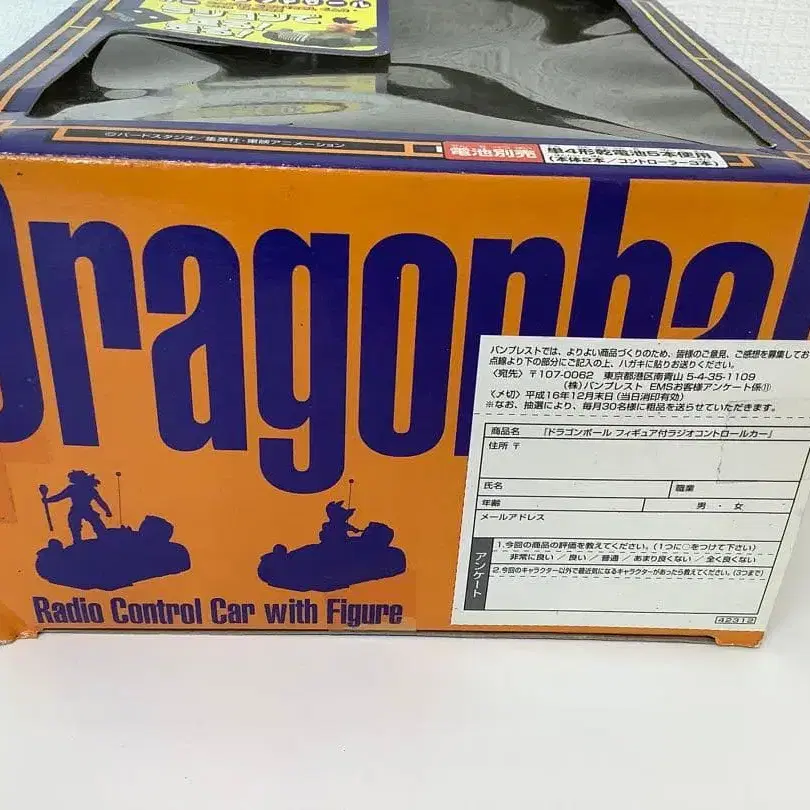 ©バードスタジオ/集英社・東映アニメーション
電池別売 単4形乾電池5本使用
(本体2本/コントローラー3本)
Dragonbal
バンプレストでは、よりよい商品づくりのため、皆様のご意見、ご感想を募集してお
点線より下の部分にご記入の上、ハガキに貼りお送りください。
〈宛先〉〒107-0062 東京都港区南青山 5-4-35-1109
(株)バンプレスト EMSお客様アンケート係⑪
〈〆切〉平成16年12月末日(当日消印有効)
※なお、抽選により、毎月30名様に粗品を送らせていただきます。
商品名 「ドラゴンボール フィギュア付ラジオコントロールカー」
住所 〒
氏名 職業
年齢 男 ・ 女
メールアドレス
アンケート
1.今回の商品の評価を教えてください。(1つに○をつけて下さい)
非常に良い / 良い / 普通 / あまり良くない / 全く良くない
2.今回のキャラクター以外で最近気になるキャラクターがあったら教えてください。(3つまで)
42312
Radio Control Car with Figure